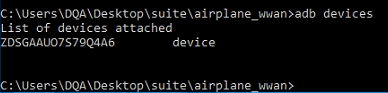 C:\Users\DQA\Desktop\suite\airplane_wwan>adb devices
List of devices attached
ZDSGAAUO7S79Q4A6        device

C:\Users\DQA\Desktop\suite\airplane_wwan>